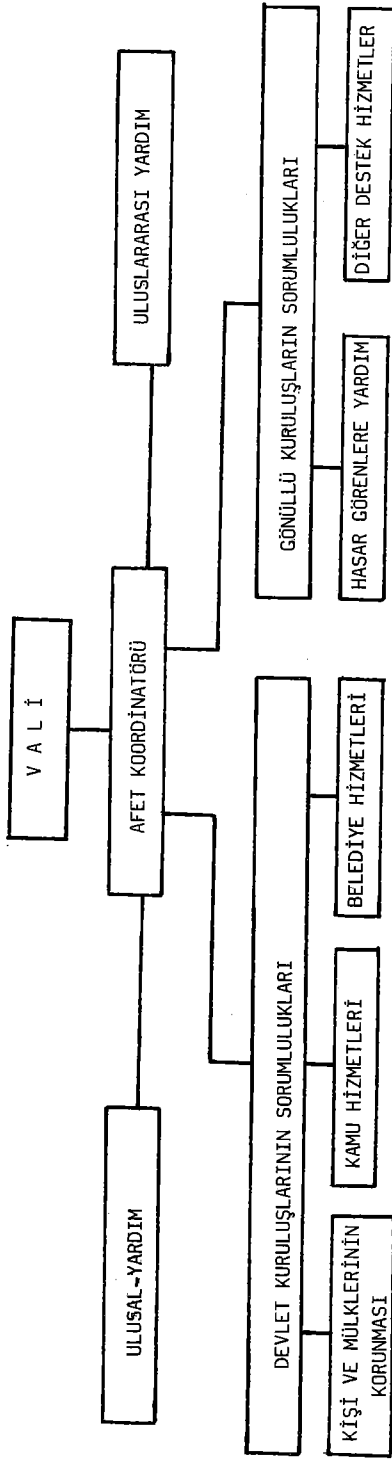 V A L İ
ULUSAL-YARDIM
AFET KOORDİNATÖRÜ
ULUSLARARASI YARDIM
DEVLET KURULUŞLARININ SORUMLULUKLARI
GÖNÜLLÜ KURULUŞLARIN SORUMLULUKLARI
KİŞİ VE MÜLKLERİNİN
KORUNMASI
KAMU HİZMETLERİ
BELEDİYE HİZMETLERİ
HASAR GÖRENLERE YARDIM
DİĞER DESTEK HİZMETLER